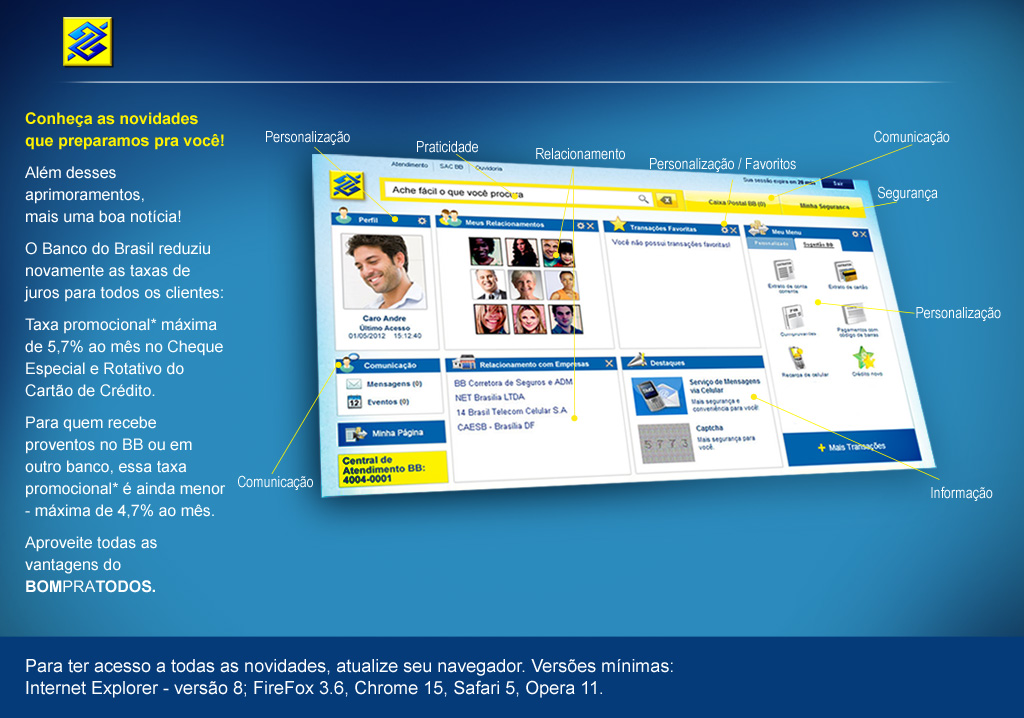 Conheça as novidades
que preparamos pra você!
Além desses
aprimoramentos,
mais uma boa notícia!
O Banco do Brasil reduziu
novamente as taxas de
juros para todos os clientes:
Taxa promocional* máxima
de 5,7% ao mês no Cheque
Especial e Rotativo do
Cartão de Crédito.
Para quem recebe
proventos no BB ou em
outro banco, essa taxa
promocional* é ainda menor
- máxima de 4,7% ao mês.
Aproveite todas as
vantagens do
BOMPRATODOS.
Personalização
Praticidade
Relacionamento
Personalização / Favoritos
Comunicação
Segurança
Personalização
Informação
Comunicação
Atendimento SAC BB Ouvidoria
Sua sessão expira em 20 min Sair
Ache fácil o que você procura
Caixa Postal BB (0) Minha Segurança
Perfil
Caro Andre
Último Acesso
01/05/2012 15:12:40
Meus Relacionamentos
Transações Favoritas
Você não possui transações favoritas!
Meu Menu
Personalizado Sugestão BB
Extrato de conta
corrente
Extrato de cartão
Comprovantes
Pagamentos com
código de barras
Recarga de celular
Crédito novo
+ Mais Transações
Comunicação
Mensagens (0)
12 Eventos (0)
Minha Página
Central de
Atendimento BB:
4004-0001
Relacionamento com Empresas
BB Corretora de Seguros e ADM
NET Brasilia LTDA
14 Brasil Telecom Celular S.A
CAESB - Brasilia DF
Destaques
Serviço de Mensagens
via Celular
Mais segurança e
conveniência para você!
Captcha
Mais segurança para
você.
5773
Para ter acesso a todas as novidades, atualize seu navegador. Versões mínimas:
Internet Explorer - versão 8; FireFox 3.6, Chrome 15, Safari 5, Opera 11.